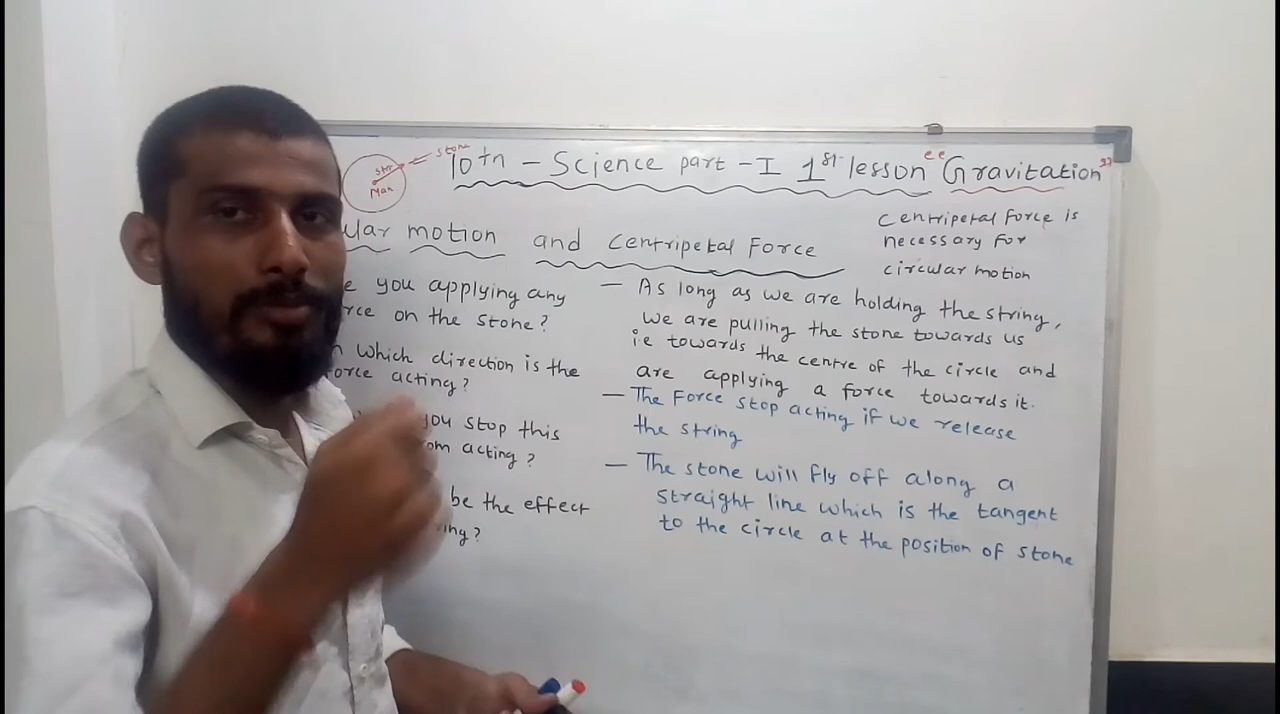 stone
str
Man
10th - Science part - I 1st lesson "Gravitation"
ular motion and Centripetal Force
Centripetal force is
necessary for
circular motion
e you applying any
rce on the stone?
n which direction is the
force acting?
you stop this
om acting?
be the effect
ing?
– As long as we are holding the string,
we are pulling the stone towards us
i.e towards the centre of the circle and
are applying a force towards it.
– The Force stop acting if we release
the string
– The stone will fly off along a
straight line which is the tangent
to the circle at the position of stone